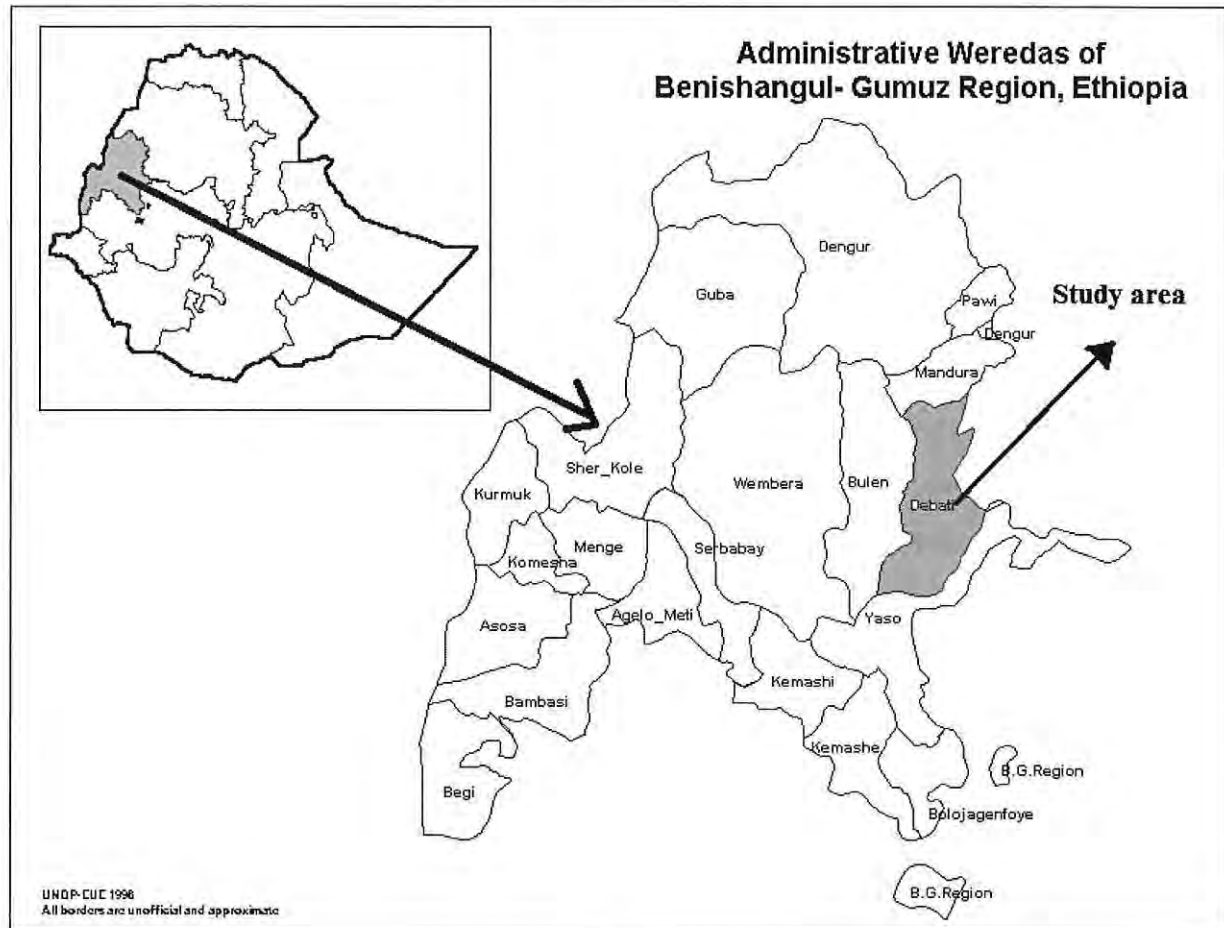 Administrative Weredas of
Benishangul- Gumuz Region, Ethiopia
Dengur
Guba
Pawi
Study area
Dengur
Mandura
Sher_Kole
Kurmuk
Wembera
Bulen
Debati
Menge
Serbabay
Komesha
Asosa
Agelo_Meti
Yaso
Kemashi
Bambasi
Kemashe
B.G.Region
Begi
Bolojagenfoye
B.G.Region
UNDP-EUE 1998
All borders are unofficial and approximate